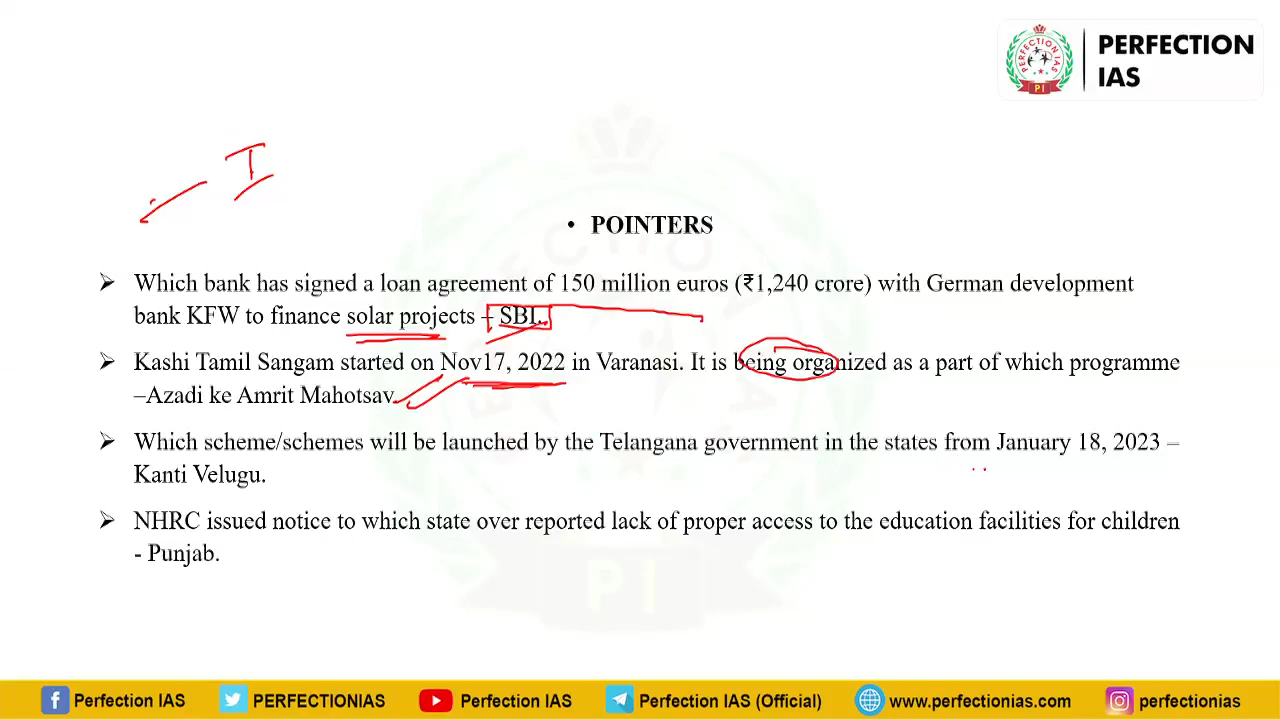 PERFECTION
IAS
PERFECTION IAS
PI
I
• POINTERS
➢ Which bank has signed a loan agreement of 150 million euros (₹1,240 crore) with German development
bank KFW to finance solar projects – SBI.
➢ Kashi Tamil Sangam started on Nov17, 2022 in Varanasi. It is being organized as a part of which programme
–Azadi ke Amrit Mahotsav.
➢ Which scheme/schemes will be launched by the Telangana government in the states from January 18, 2023 –
Kanti Velugu.
➢ NHRC issued notice to which state over reported lack of proper access to the education facilities for children
- Punjab.
PI
Perfection IAS
PERFECTIONIAS
Perfection IAS
Perfection IAS (Official)
www.perfectionias.com
perfectionias